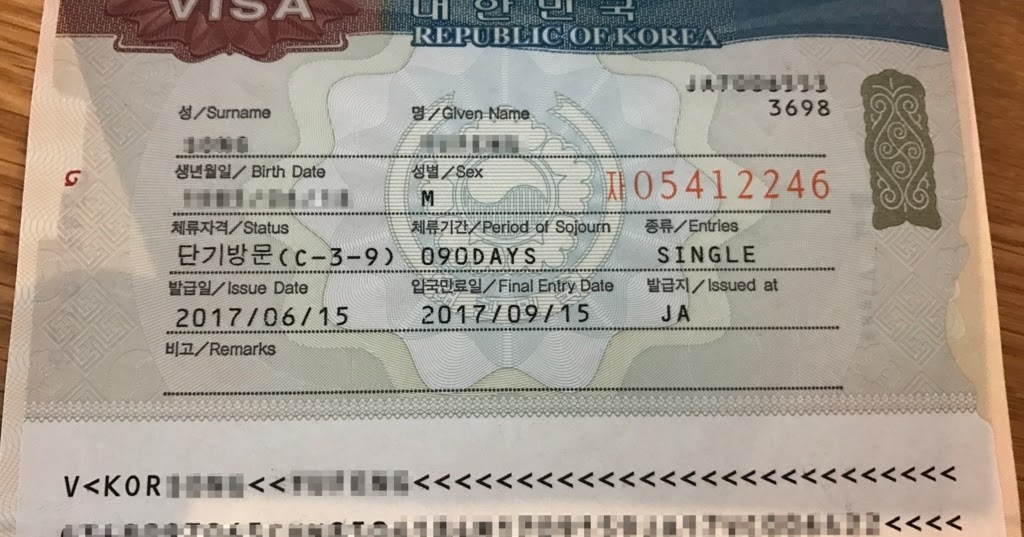 VISA 대한민국
REPUBLIC OF KOREA
3698
성/Surname 명/Given Name
생년월일/ Birth Date 성별/Sex
M 재05412246
체류자격/Status 체류기간/Period of Sojourn 종류/Entries
단기방문(C-3-9) 090DAYS SINGLE
발급일/Issue Date 입국만료일/Final Entry Date 발급지/Issued at
2017/06/15 2017/09/15 JA
비고/Remarks
V<KOR <<<<<<<<<<<<<<<<<<<<<<<<<<<
<<<<